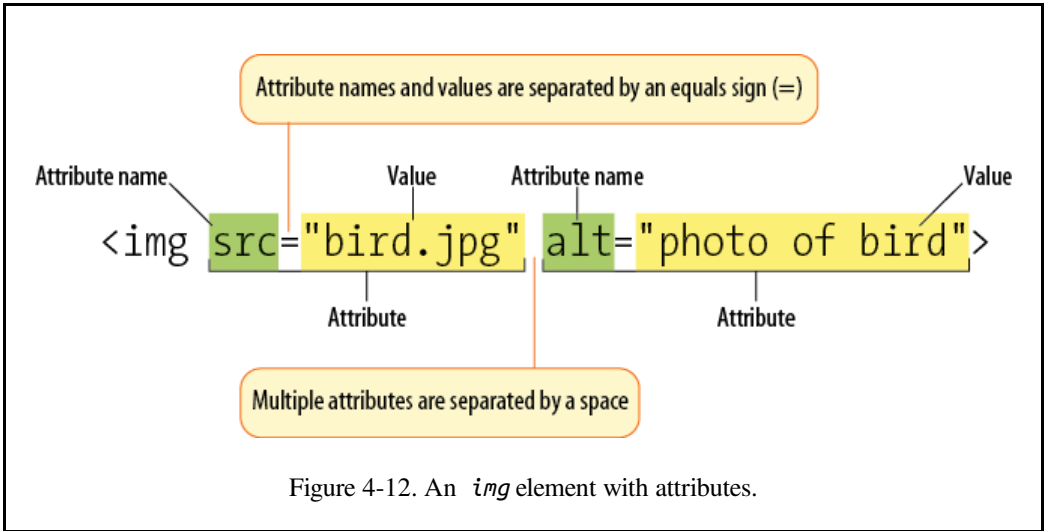 Attribute names and values are separated by an equals sign (=)
Attribute name Value Attribute name Value
<img src="bird.jpg" alt="photo of bird">
Attribute Attribute
Multiple attributes are separated by a space
Figure 4-12. An img element with attributes.